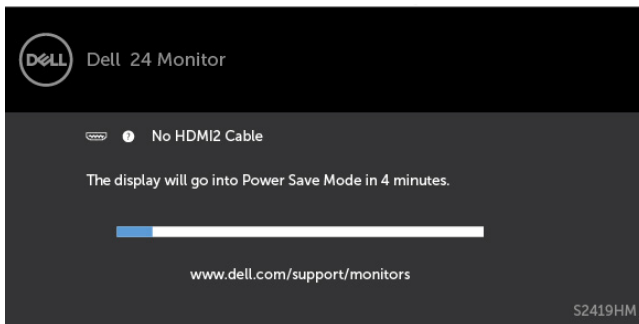 DELL
Dell 24 Monitor
? No HDMI2 Cable
The display will go into Power Save Mode in 4 minutes.
www.dell.com/support/monitors
S2419HM